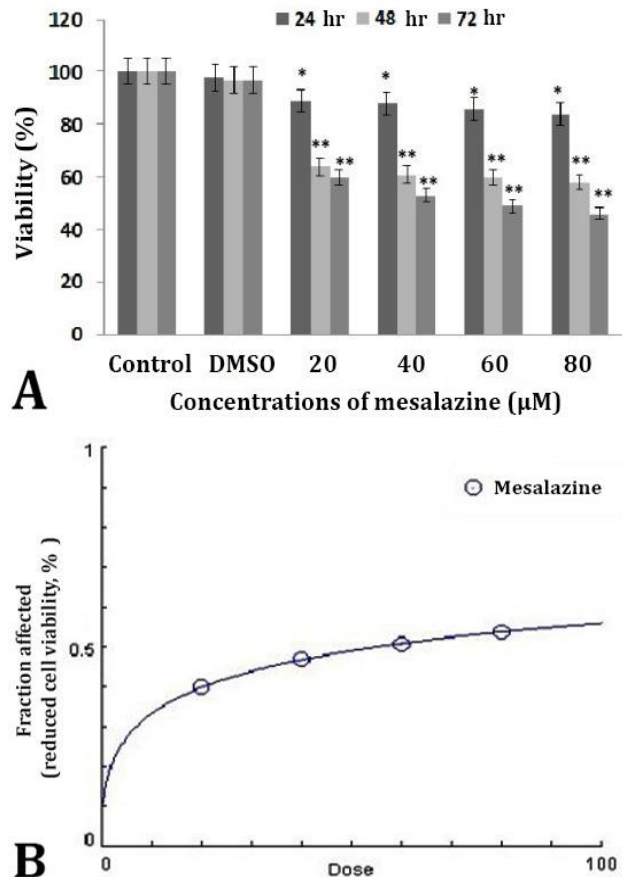 24 hr 48 hr 72 hr
120
100
80
60
40
20
0
Viability (%)
* * * *
** ** ** ** ** ** ** **
Control DMSO 20 40 60 80
Concentrations of mesalazine (µM)
A
1
Mesalazine
Fraction affected
(reduced cell viability, %)
0.5
0
0 Dose 100
B